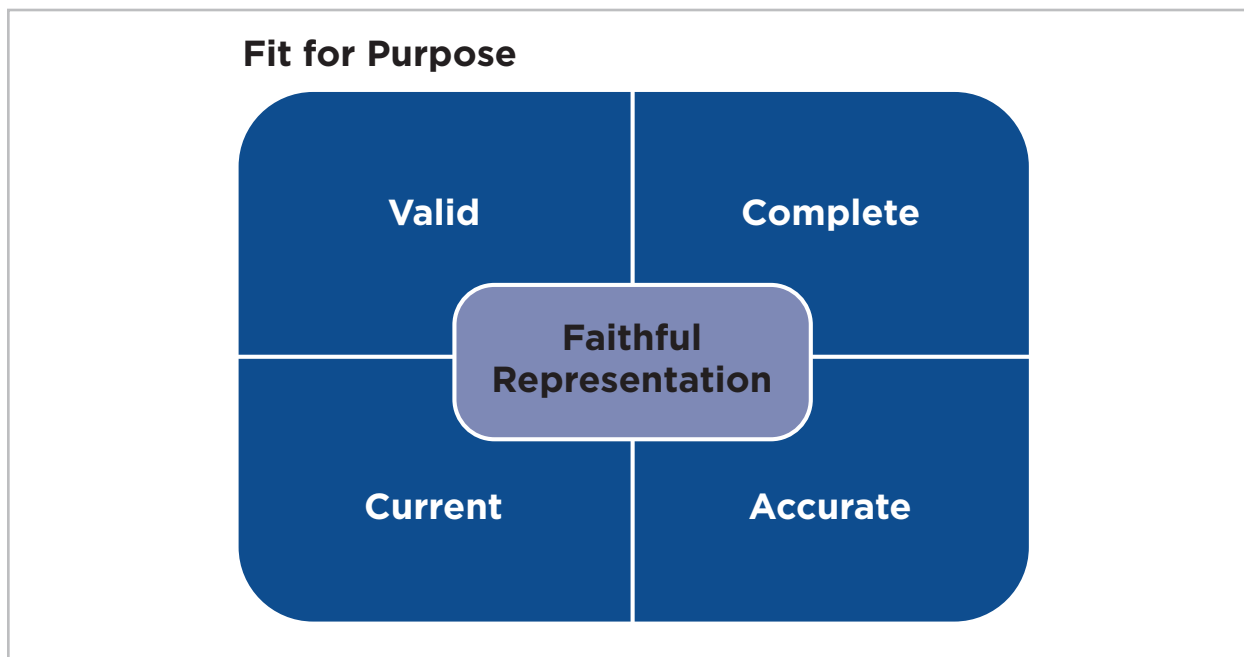 Fit for Purpose
Valid
Complete
Faithful
Representation
Current
Accurate